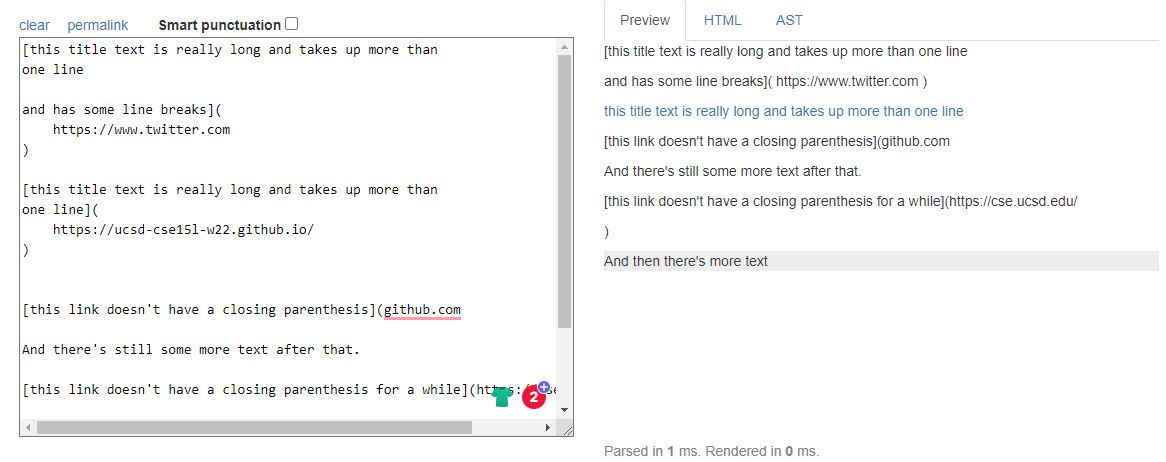 clear permalink Smart punctuation
[this title text is really long and takes up more than
one line
and has some line breaks](
https://www.twitter.com
)
[this title text is really long and takes up more than
one line](
https://ucsd-cse15l-w22.github.io/
)
[this link doesn't have a closing parenthesis](github.com
And there's still some more text after that.
[this link doesn't have a closing parenthesis for a while](https:/
2
Preview HTML AST
[this title text is really long and takes up more than one line
and has some line breaks]( https://www.twitter.com )
this title text is really long and takes up more than one line
[this link doesn't have a closing parenthesis](github.com
And there's still some more text after that.
[this link doesn't have a closing parenthesis for a while](https://cse.ucsd.edu/
)
And then there's more text
Parsed in 1 ms. Rendered in 0 ms.